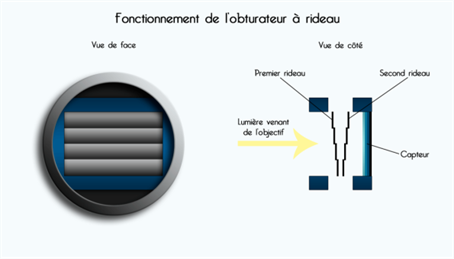 Fonctionnement de l'obturateur à rideau
Vue de face
Vue de côté
Premier rideau
Second rideau
Lumière venant
de l'objectif
Capteur